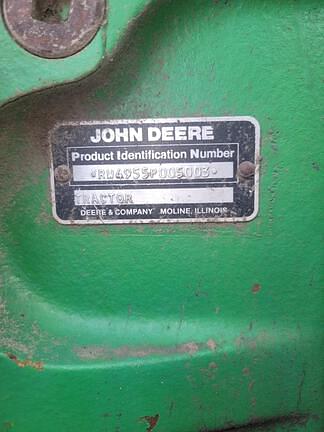 JOHN DEERE
Product Identification Number
*RW4955P005003*
TRACTOR
DEERE & COMPANY MOLINE, ILLINOIS